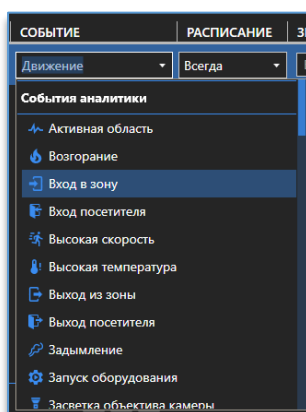 СОБЫТИЕ РАСПИСАНИЕ
Движение Всегда
События аналитики
Активная область
Возгорание
Вход в зону
Вход посетителя
Высокая скорость
Высокая температура
Выход из зоны
Выход посетителя
Задымление
Запуск оборудования
Засветка объектива камеры